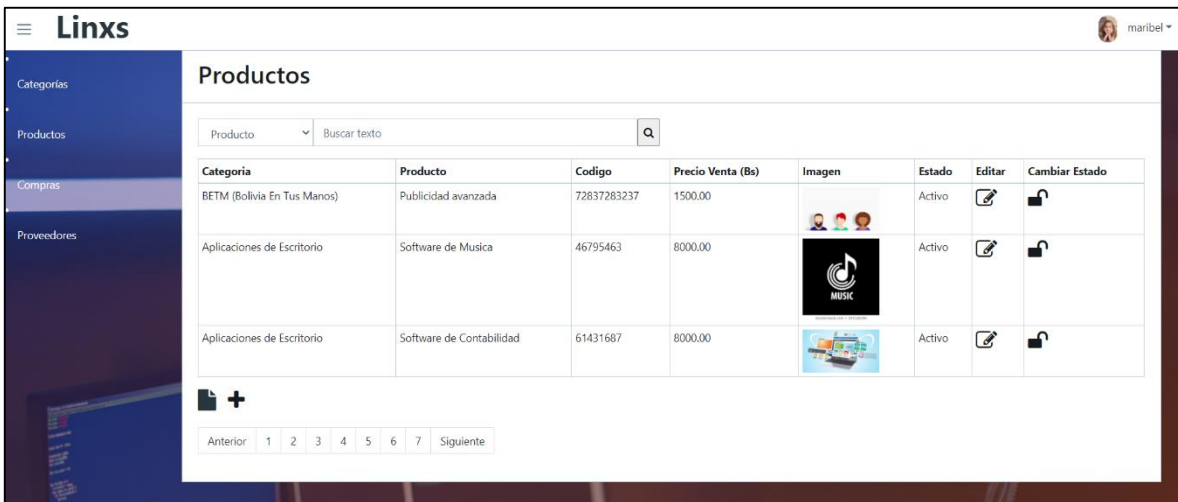 Linxs
maribel
Categorías
Productos
Compras
Proveedores
Productos
Producto Buscar texto
Categoria Producto Codigo Precio Venta (Bs) Imagen Estado Editar Cambiar Estado
BETM (Bolivia En Tus Manos) Publicidad avanzada 72837283237 1500.00 Activo
Aplicaciones de Escritorio Software de Musica 46795463 8000.00 Activo
MUSIC
Aplicaciones de Escritorio Software de Contabilidad 61431687 8000.00 Activo
Anterior 1 2 3 4 5 6 7 Siguiente